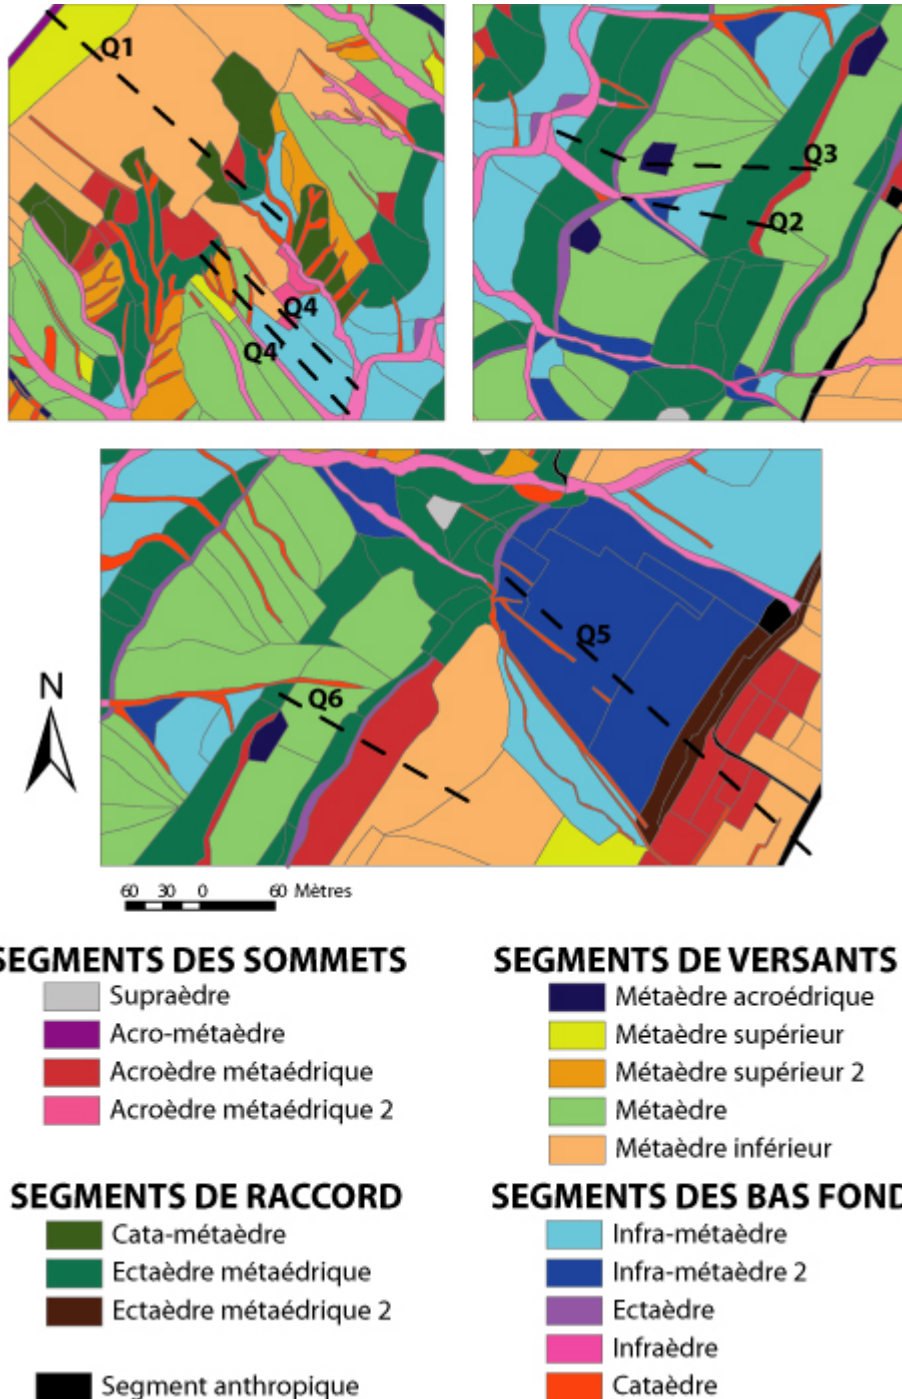 Q1
Q4
Q4
Q3
Q2
Q5
Q6
N
60 30 0 60 Mètres
SEGMENTS DES SOMMETS
Supraèdre
Acro-métaèdre
Acroèdre métaédrique
Acroèdre métaédrique 2
SEGMENTS DE VERSANTS
Métaèdre acroédrique
Métaèdre supérieur
Métaèdre supérieur 2
Métaèdre
Métaèdre inférieur
SEGMENTS DE RACCORD
Cata-métaèdre
Ectaèdre métaédrique
Ectaèdre métaédrique 2
Segment anthropique
SEGMENTS DES BAS FOND
Infra-métaèdre
Infra-métaèdre 2
Ectaèdre
Infraèdre
Cataèdre